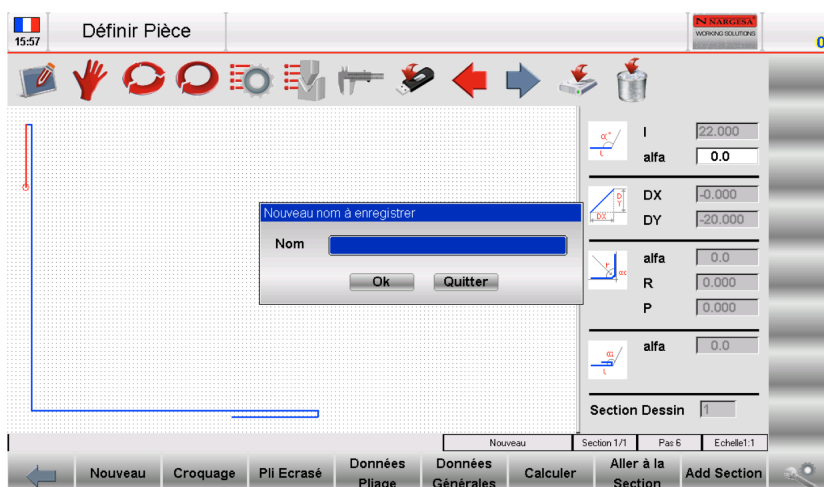 15:57
Définir Pièce
NARGESA
WORKING SOLUTIONS
0
α°
l
l
22.000
alfa
0.0
DY
DX
DX
-0.000
DY
-20.000
r
α
alfa
0.0
R
0.000
P
0.000
α
l
alfa
0.0
Section Dessin
1
Nouveau nom à enregistrer
Nom
Ok
Quitter
Nouveau
Section 1/1
Pas 6
Echelle1:1
Nouveau
Croquage
Pli Ecrasé
Données
Pliage
Données
Générales
Calculer
Aller à la
Section
Add Section